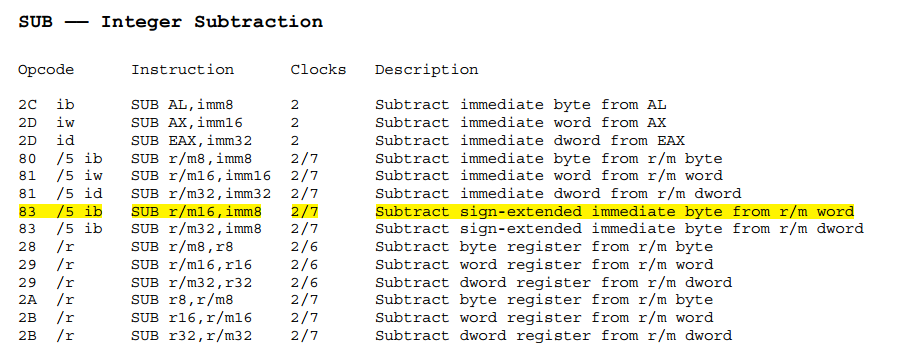 SUB —— Integer Subtraction
Opcode Instruction Clocks Description
2C ib SUB AL,imm8 2 Subtract immediate byte from AL
2D iw SUB AX,imm16 2 Subtract immediate word from AX
2D id SUB EAX,imm32 2 Subtract immediate dword from EAX
80 /5 ib SUB r/m8,imm8 2/7 Subtract immediate byte from r/m byte
81 /5 iw SUB r/m16,imm16 2/7 Subtract immediate word from r/m word
81 /5 id SUB r/m32,imm32 2/7 Subtract immediate dword from r/m dword
83 /5 ib SUB r/m16,imm8 2/7 Subtract sign-extended immediate byte from r/m word
83 /5 ib SUB r/m32,imm8 2/7 Subtract sign-extended immediate byte from r/m dword
28 /r SUB r/m8,r8 2/6 Subtract byte register from r/m byte
29 /r SUB r/m16,r16 2/6 Subtract word register from r/m word
29 /r SUB r/m32,r32 2/6 Subtract dword register from r/m dword
2A /r SUB r8,r/m8 2/7 Subtract byte register from r/m byte
2B /r SUB r16,r/m16 2/7 Subtract word register from r/m word
2B /r SUB r32,r/m32 2/7 Subtract dword register from r/m dword